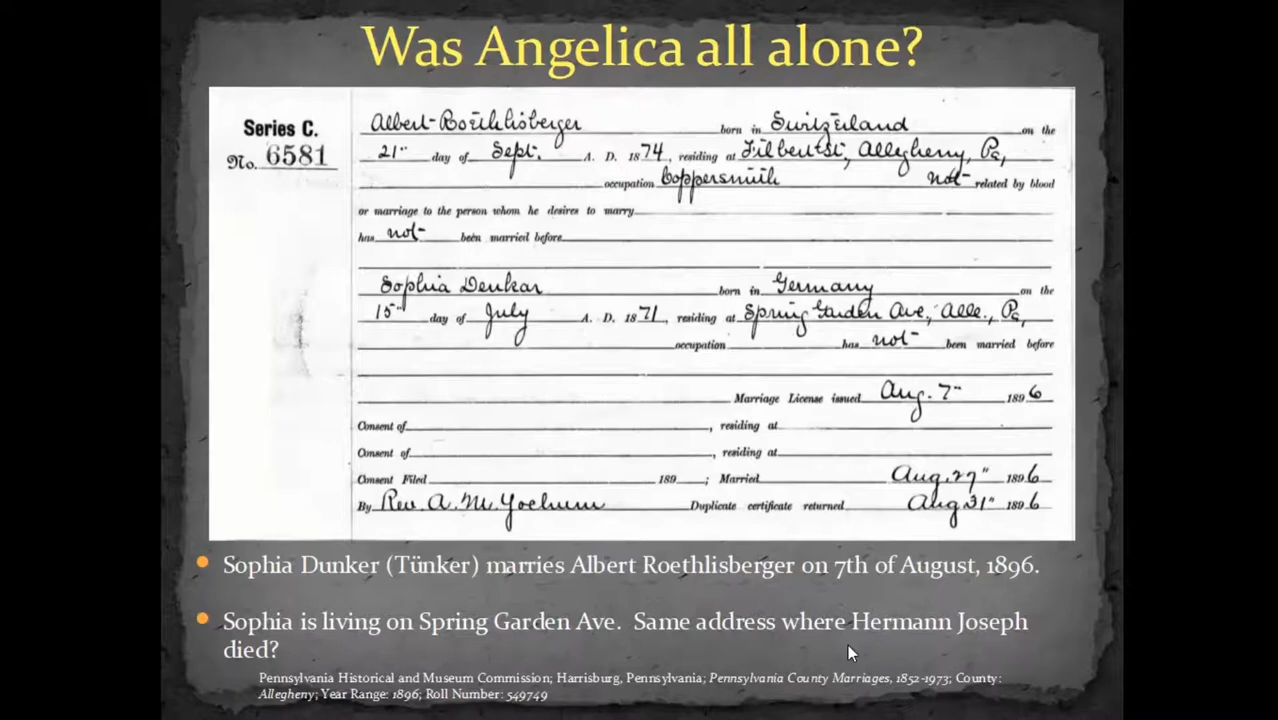 Was Angelica all alone?
Series C.
No. 6581
Albert Roethlisberger born in Switzerland on the
21" day of Sept. A. D. 1874, residing at Filbert St, Allegheny, Pa,
occupation Coppersmith not related by blood
or marriage to the person whom he desires to marry
has not been married before
Sophia Denkar born in Germany on the
15" day of July A. D. 1871, residing at Spring Garden Ave, Alle., Pa,
occupation has not been married before
Marriage License issued Aug. 7" 1896
Consent of , residing at
Consent of , residing at
Consent Filed 189 ; Married Aug. 27" 1896
By Rev. A. M. Duplicate certificate returned Aug 31" 1896
Sophia Dunker (Tünker) marries Albert Roethlisberger on 7th of August, 1896.
Sophia is living on Spring Garden Ave. Same address where Hermann Joseph
died?
Pennsylvania Historical and Museum Commission; Harrisburg, Pennsylvania; Pennsylvania County Marriages, 1852-1973; County:
Allegheny; Year Range: 1896; Roll Number: 549749